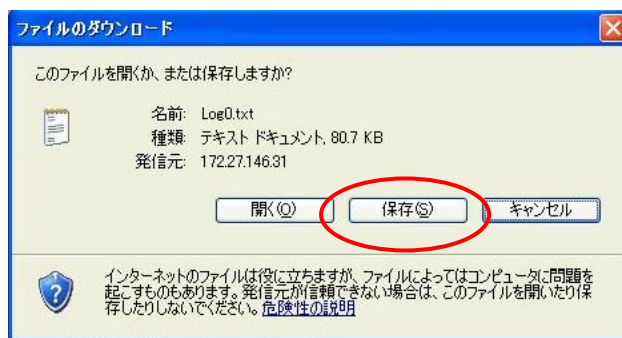 ファイルのダウンロード
このファイルを開くか、または保存しますか?
名前: Log0.txt
種類: テキスト ドキュメント, 80.7 KB
発信元: 172.27.146.31
開く(O) 保存(S) キャンセル
インターネットのファイルは役に立ちますが、ファイルによってはコンピュータに問題を
起こすものもあります。発信元が信頼できない場合は、このファイルを開いたり保
存したりしないでください。危険性の説明